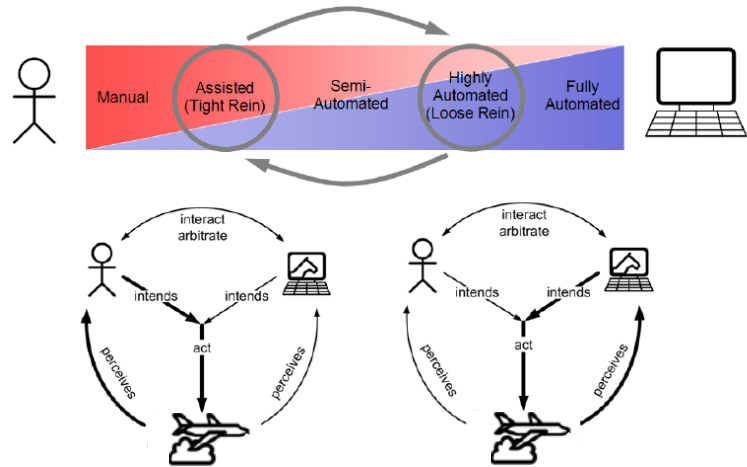 Manual
Assisted
(Tight Rein)
Semi-
Automated
Highly
Automated
(Loose Rein)
Fully
Automated
interact
arbitrate
intends
intends
act
perceives
perceives
interact
arbitrate
intends
intends
act
perceives
perceives